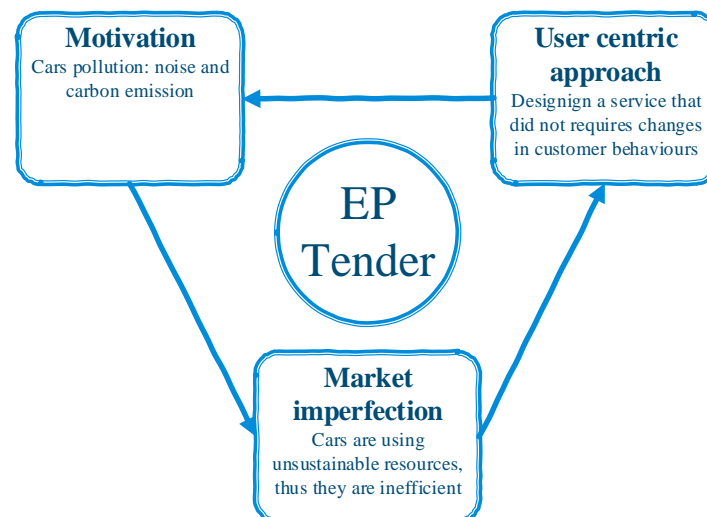 Motivation
Cars pollution: noise and
carbon emission
User centric
approach
Designign a service that
did not requires changes
in customer behaviours
EP
Tender
Market
imperfection
Cars are using
unsustainable resources,
thus they are inefficient